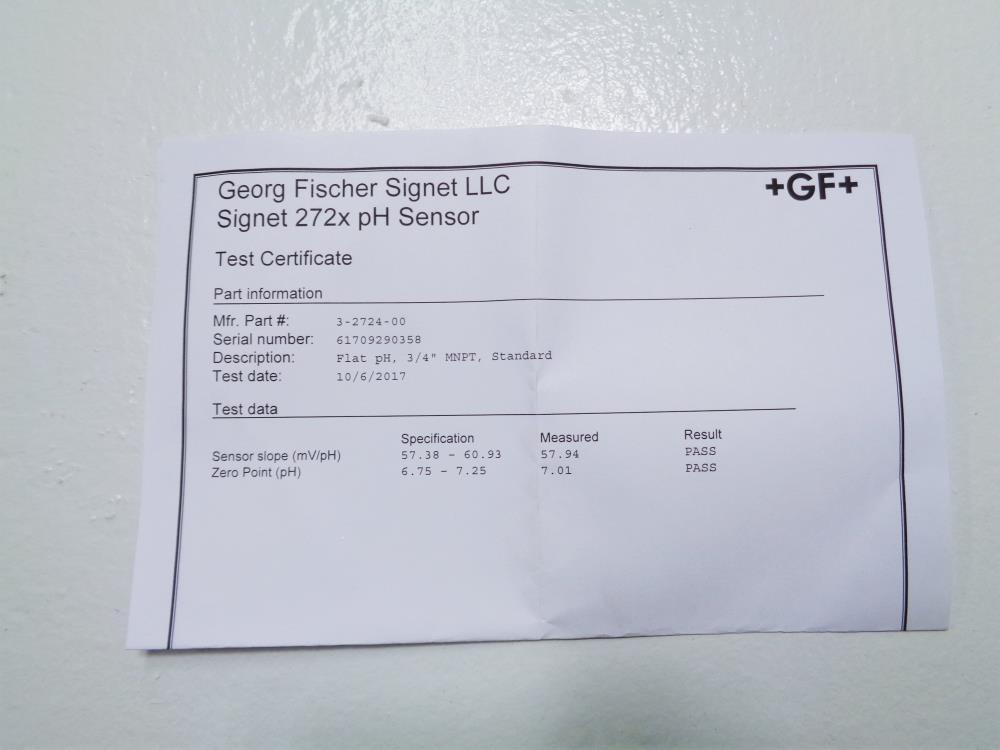 Georg Fischer Signet LLC
+GF+
Signet 272x pH Sensor
Test Certificate
Part information
Mfr. Part #: 3-2724-00
Serial number: 61709290358
Description: Flat pH, 3/4" MNPT, Standard
Test date: 10/6/2017
Test data
Specification Measured Result
Sensor slope (mV/pH) 57.38 - 60.93 57.94 PASS
Zero Point (pH) 6.75 - 7.25 7.01 PASS